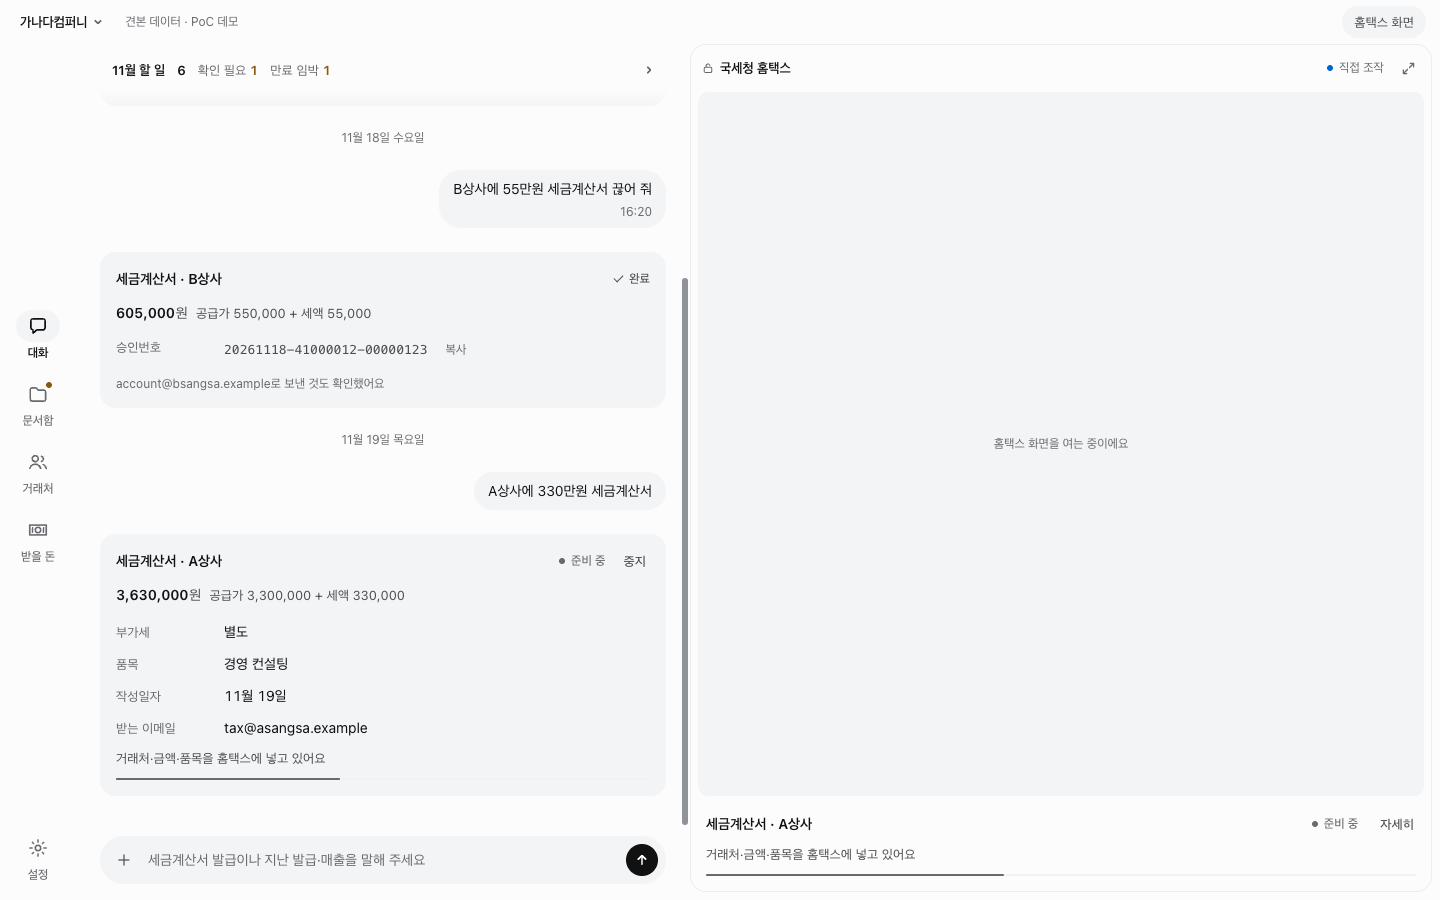 가나다컴퍼니
견본 데이터 · PoC 데모
홈택스 화면
11월 할 일 6 확인 필요 1 만료 임박 1
11월 18일 수요일
B상사에 55만원 세금계산서 끊어 줘
16:20
세금계산서 · B상사
완료
605,000원 공급가 550,000 + 세액 55,000
승인번호 20261118-41000012-00000123 복사
account@bsangsa.example로 보낸 것도 확인했어요
11월 19일 목요일
A상사에 330만원 세금계산서
세금계산서 · A상사
준비 중 중지
3,630,000원 공급가 3,300,000 + 세액 330,000
부가세 별도
품목 경영 컨설팅
작성일자 11월 19일
받는 이메일 tax@asangsa.example
거래처·금액·품목을 홈택스에 넣고 있어요
세금계산서 발급이나 지난 발급·매출을 말해 주세요
대화
문서함
거래처
받을 돈
설정
국세청 홈택스
직접 조작
홈택스 화면을 여는 중이에요
세금계산서 · A상사
준비 중 자세히
거래처·금액·품목을 홈택스에 넣고 있어요